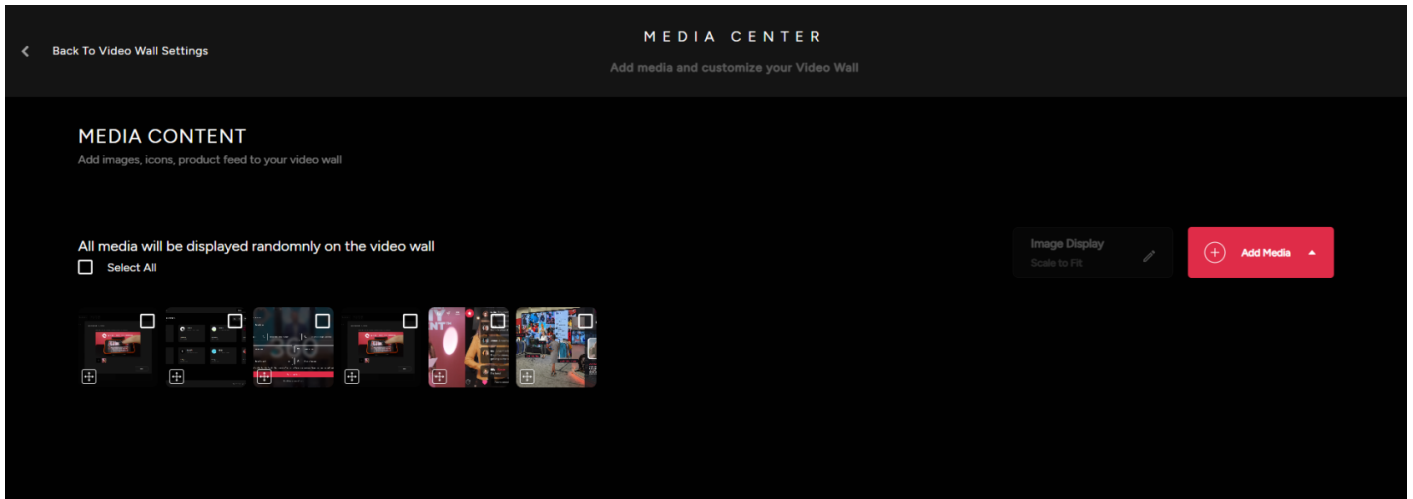 MEDIA CENTER
Back To Video Wall Settings
Add media and customize your Video Wall
MEDIA CONTENT
Add images, icons, product feed to your video wall
All media will be displayed randomnly on the video wall
Select All
Image Display
Scale to Fit
Add Media
360